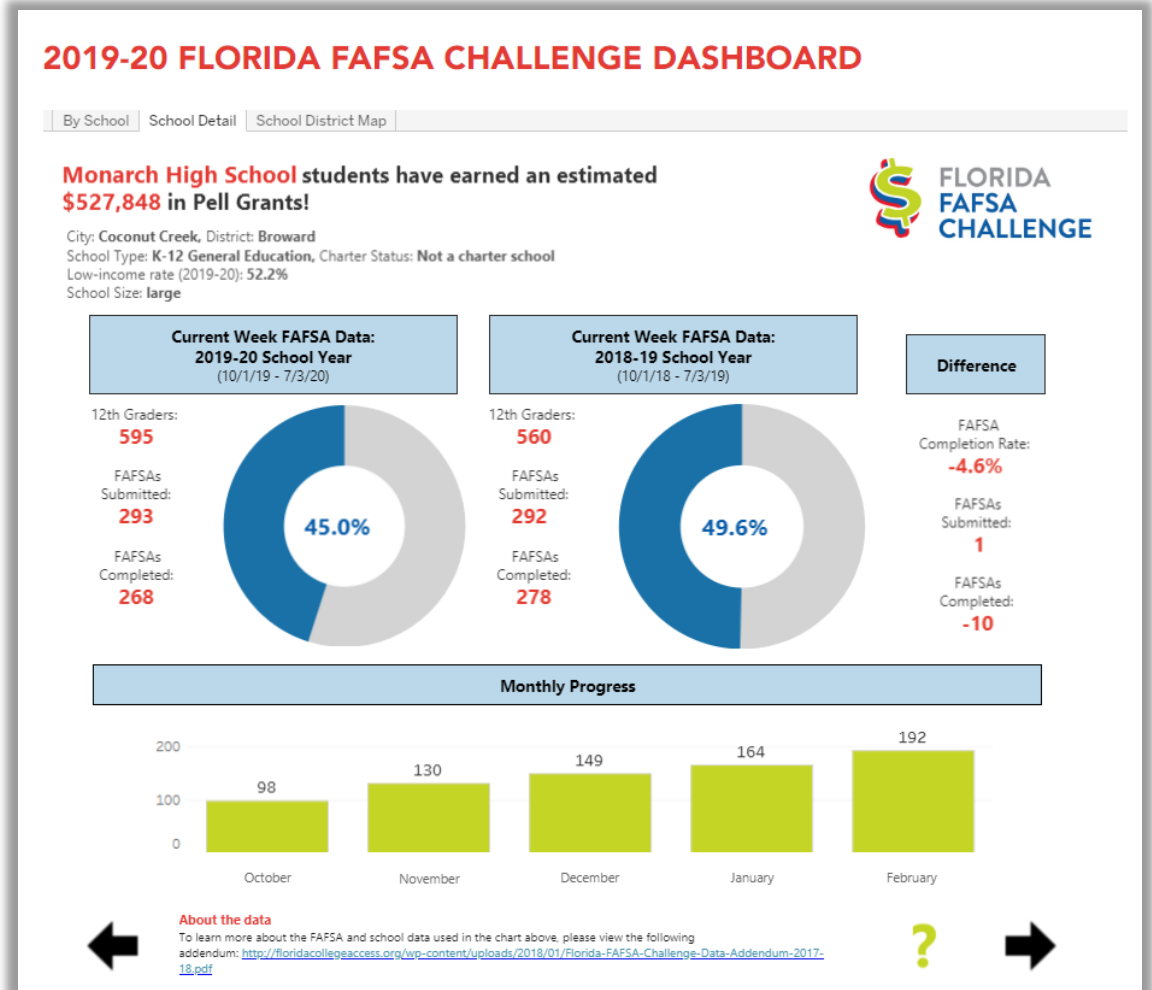 2019-20 FLORIDA FAFSA CHALLENGE DASHBOARD
By School
School Detail
School District Map
Monarch High School students have earned an estimated
$527,848 in Pell Grants!
City: Coconut Creek, District: Broward
School Type: K-12 General Education, Charter Status: Not a charter school
Low-income rate (2019-20): 52.2%
School Size: large
FLORIDA
FAFSA
CHALLENGE
Current Week FAFSA Data:
2019-20 School Year
(10/1/19 - 7/3/20)
12th Graders:
595
FAFSAs
Submitted:
293
FAFSAs
Completed:
268
45.0%
Current Week FAFSA Data:
2018-19 School Year
(10/1/18 - 7/3/19)
12th Graders:
560
FAFSAs
Submitted:
292
FAFSAs
Completed:
278
49.6%
Difference
FAFSA
Completion Rate:
-4.6%
FAFSAs
Submitted:
1
FAFSAs
Completed:
-10
Monthly Progress
200
100
0
98
130
149
164
192
October
November
December
January
February
About the data
To learn more about the FAFSA and school data used in the chart above, please view the following
addendum: http://floridacollegeaccess.org/wp-content/uploads/2018/01/Florida-FAFSA-Challenge-Data-Addendum-2017-
18.pdf
?